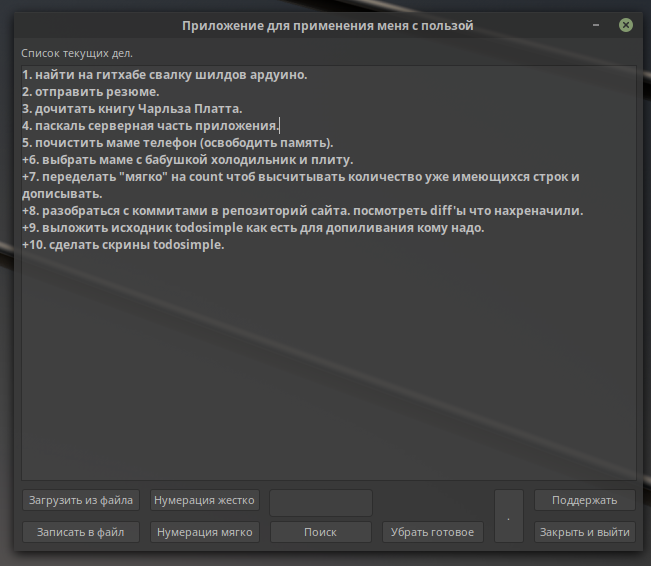 Приложение для применения меня с пользой
Список текущих дел.
1. найти на гитхабе свалку шилдов ардуино.
2. отправить резюме.
3. дочитать книгу Чарльза Платта.
4. паскаль серверная часть приложения.
5. почистить маме телефон (освободить память).
+6. выбрать маме с бабушкой холодильник и плиту.
+7. переделать "мягко" на count чтоб высчитывать количество уже имеющихся строк и
дописывать.
+8. разобраться с коммитами в репозиторий сайта. посмотреть diff'ы что нахреначили.
+9. выложить исходник todosimple как есть для допиливания кому надо.
+10. сделать скрины todosimple.
Загрузить из файла Нумерация жестко Поддержать
Записать в файл Нумерация мягко Поиск Убрать готовое . Закрыть и выйти